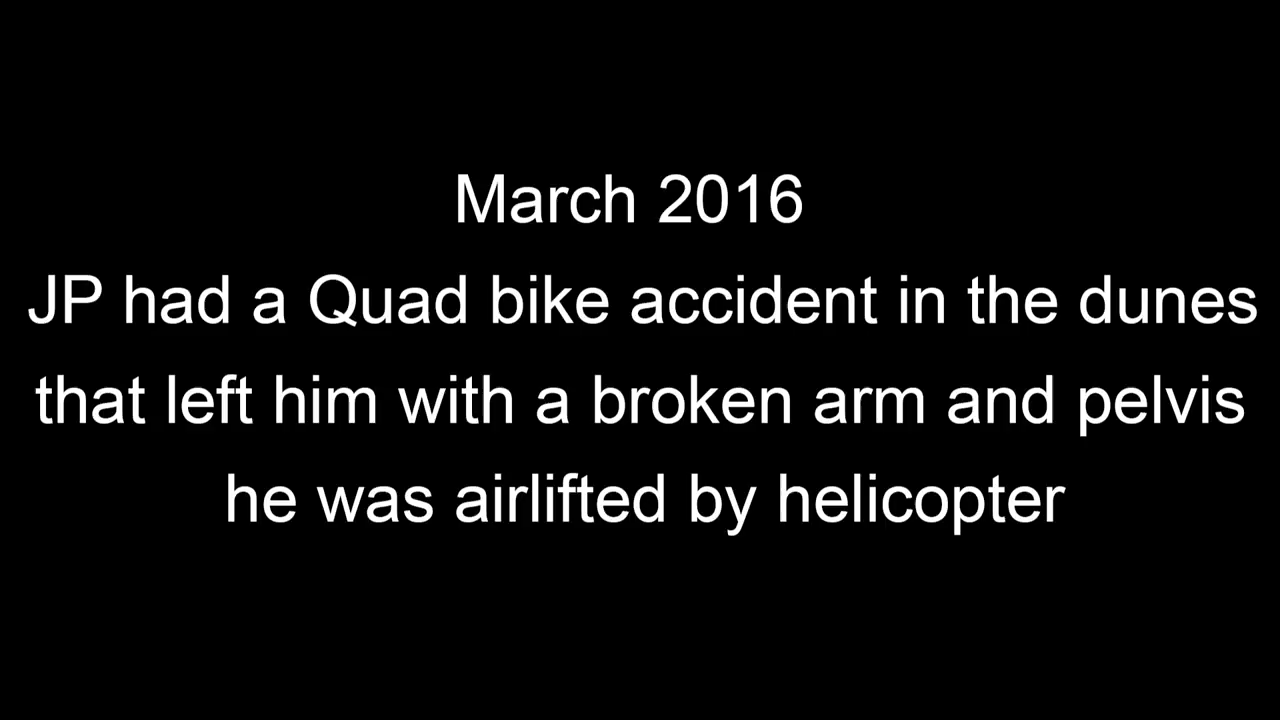 March 2016
JP had a Quad bike accident in the dunes
that left him with a broken arm and pelvis
he was airlifted by helicopter